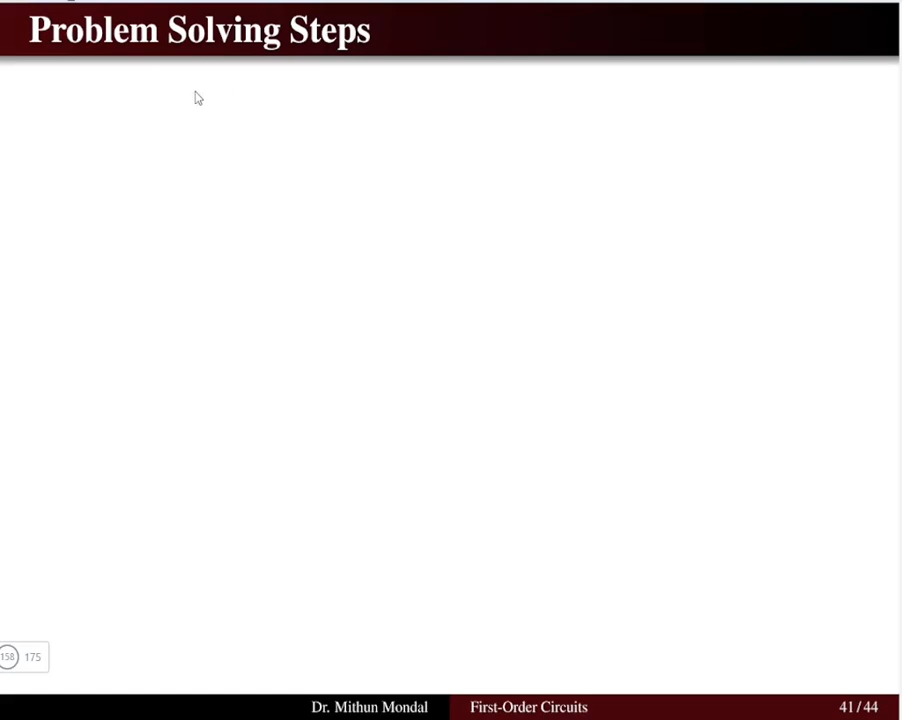 Problem Solving Steps
158 175
Dr. Mithun Mondal First-Order Circuits 41 / 44